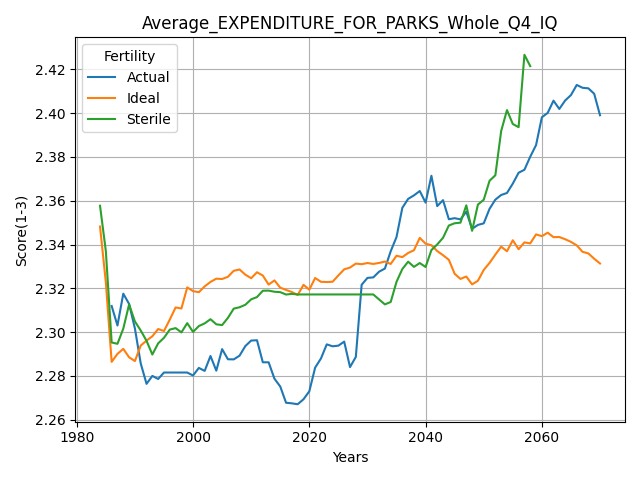 Average_EXPENDITURE_FOR_PARKS_Whole_Q4_IQ
Fertility
Actual
Ideal
Sterile
Score(1-3)
2.42
2.40
2.38
2.36
2.34
2.32
2.30
2.28
2.26
1980
2000
2020
2040
2060
Years